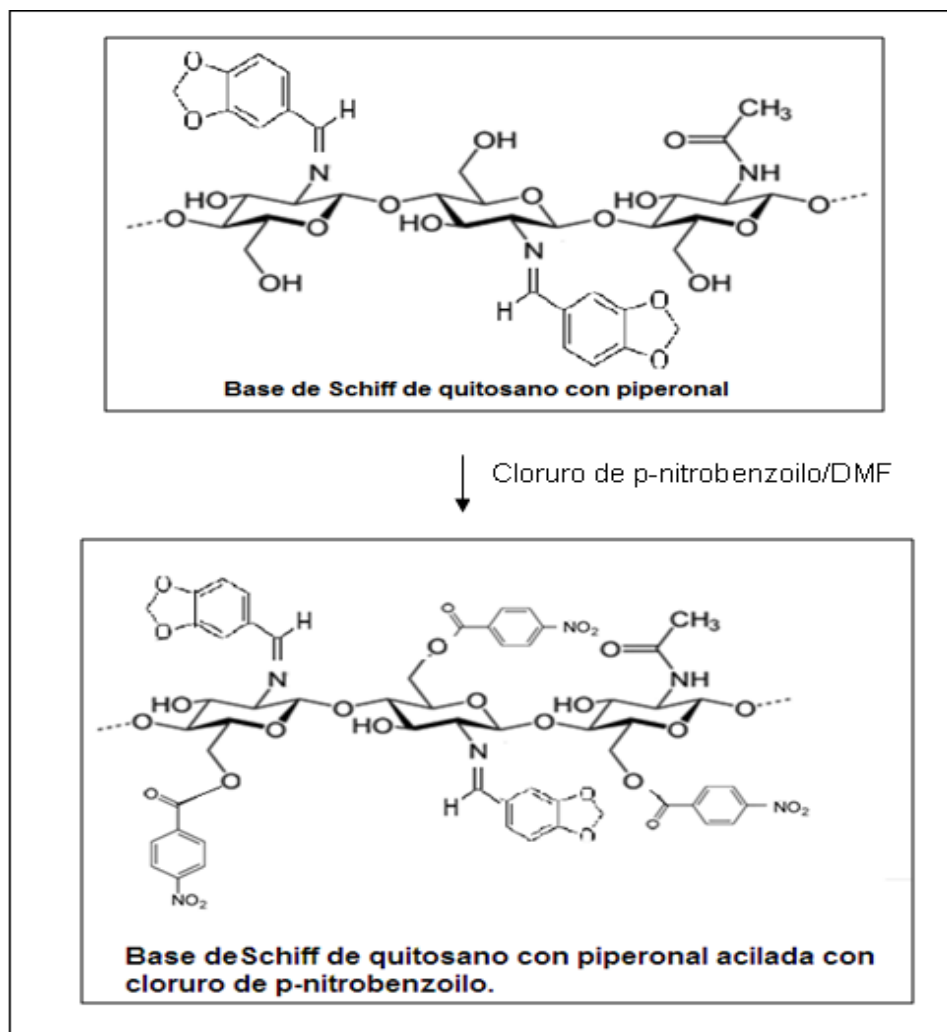 O
O
H
N
HO
O
O
OH
OH
O
HO
O
N
H
O
O
O
CH3
NH
HO
O
OH
O
Base de Schiff de quitosano con piperonal
Cloruro de p-nitrobenzoilo/DMF
O
O
H
N
HO
O
O
O
O
NO2
O
O
NO2
O
HO
O
N
H
O
O
O
CH3
NH
HO
O
O
O
O
NO2
Base deSchiff de quitosano con piperonal acilada con
cloruro de p-nitrobenzoilo.